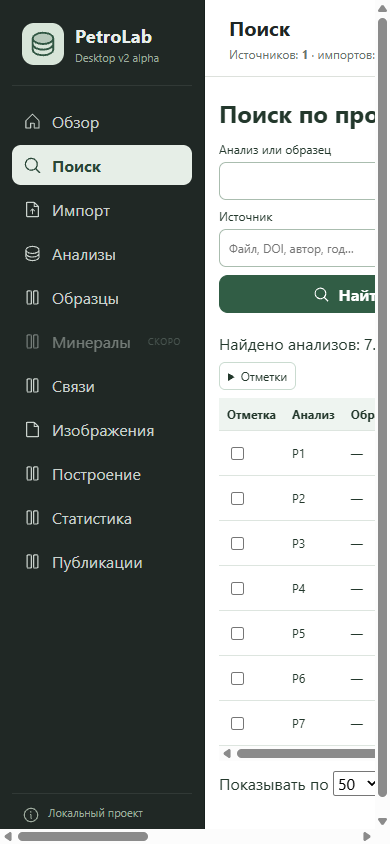 PetroLab
Desktop v2 alpha
Обзор
Поиск
Импорт
Анализы
Образцы
Минералы СКОРО
Связи
Изображения
Построение
Статистика
Публикации
Локальный проект
Поиск
Источников: 1 · импортов:
Поиск по про
Анализ или образец
Источник
Файл, DOI, автор, год...
Найт
Найдено анализов: 7.
Отметки
Отметка Анализ Обр
P1 —
P2 —
P3 —
P4 —
P5 —
P6 —
P7 —
Показывать по 50